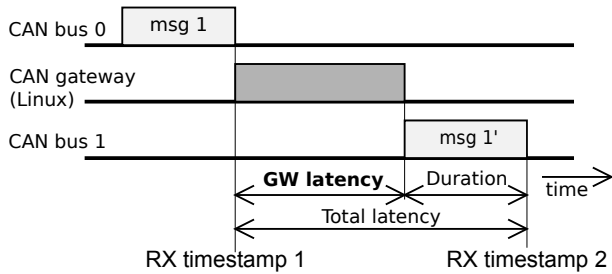 CAN bus 0
msg 1
CAN gateway
(Linux)
CAN bus 1
msg 1'
GW latency
Duration
time
Total latency
RX timestamp 1
RX timestamp 2